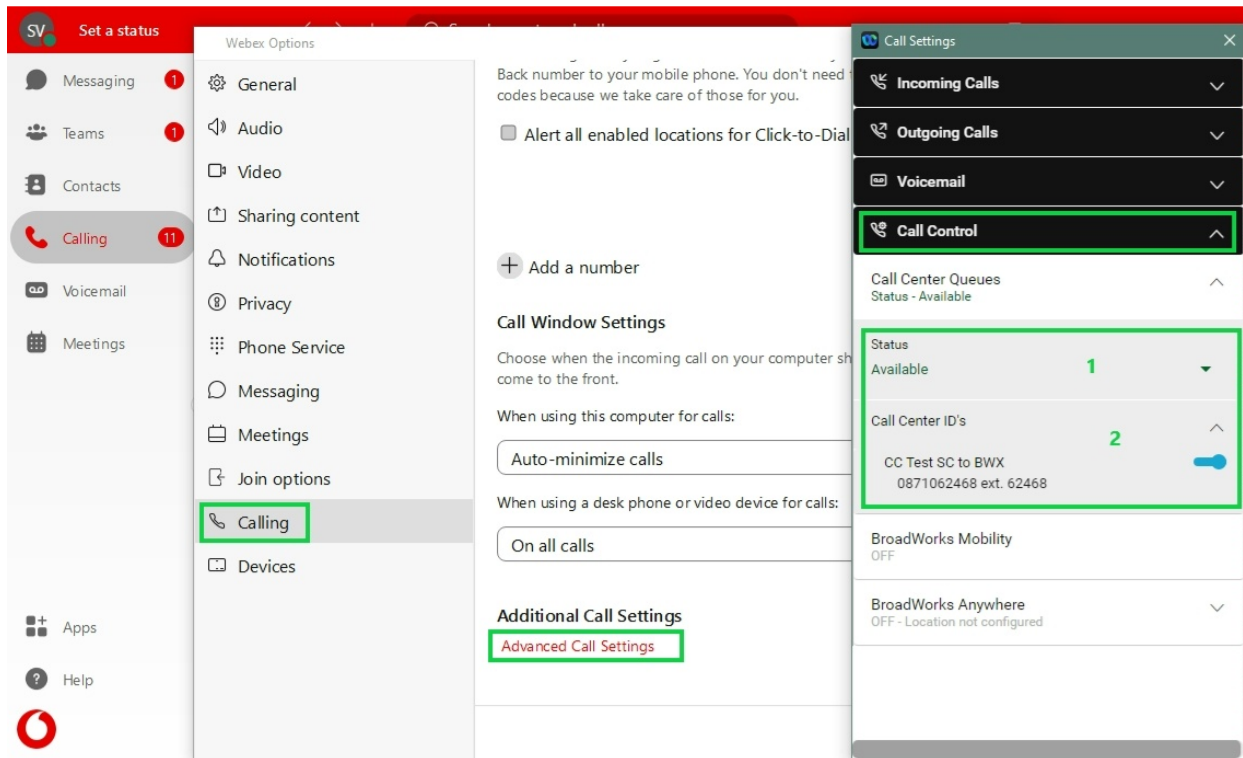 SV
Set a status
Messaging 1
Teams 1
Contacts
Calling 11
Voicemail
Meetings
Apps
Help
Webex Options
General
Audio
Video
Sharing content
Notifications
Privacy
Phone Service
Messaging
Meetings
Join options
Calling
Devices
Back number to your mobile phone. You don't need
codes because we take care of those for you.
Alert all enabled locations for Click-to-Dial
Add a number
Call Window Settings
Choose when the incoming call on your computer sh
come to the front.
When using this computer for calls:
Auto-minimize calls
When using a desk phone or video device for calls:
On all calls
Additional Call Settings
Advanced Call Settings
Call Settings
Incoming Calls
Outgoing Calls
Voicemail
Call Control
Call Center Queues
Status - Available
Status
Available
1
Call Center ID's
2
CC Test SC to BWX
0871062468 ext. 62468
BroadWorks Mobility
OFF
BroadWorks Anywhere
OFF - Location not configured